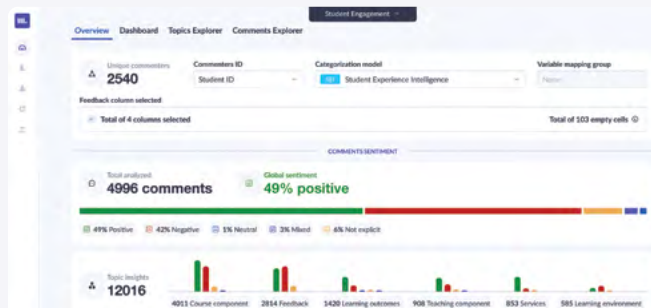 Student Engagement
Overview Dashboard Topics Explorer Comments Explorer
Unique commenters
2540
Commenters ID
Student ID
Categorization model
Student Experience Intelligence
Variable mapping group
None
Feedback column selected
Total of 4 columns selected
Total of 103 empty cells
COMMENTS SENTIMENT
Total analyzed
4996 comments
Global sentiment
49% positive
49% Positive 42% Negative 1% Neutral 3% Mixed 6% Not explicit
Topic insights
12016
4011 Course component 2814 Feedback 1420 Learning outcomes 908 Teaching component 853 Services 585 Learning environment